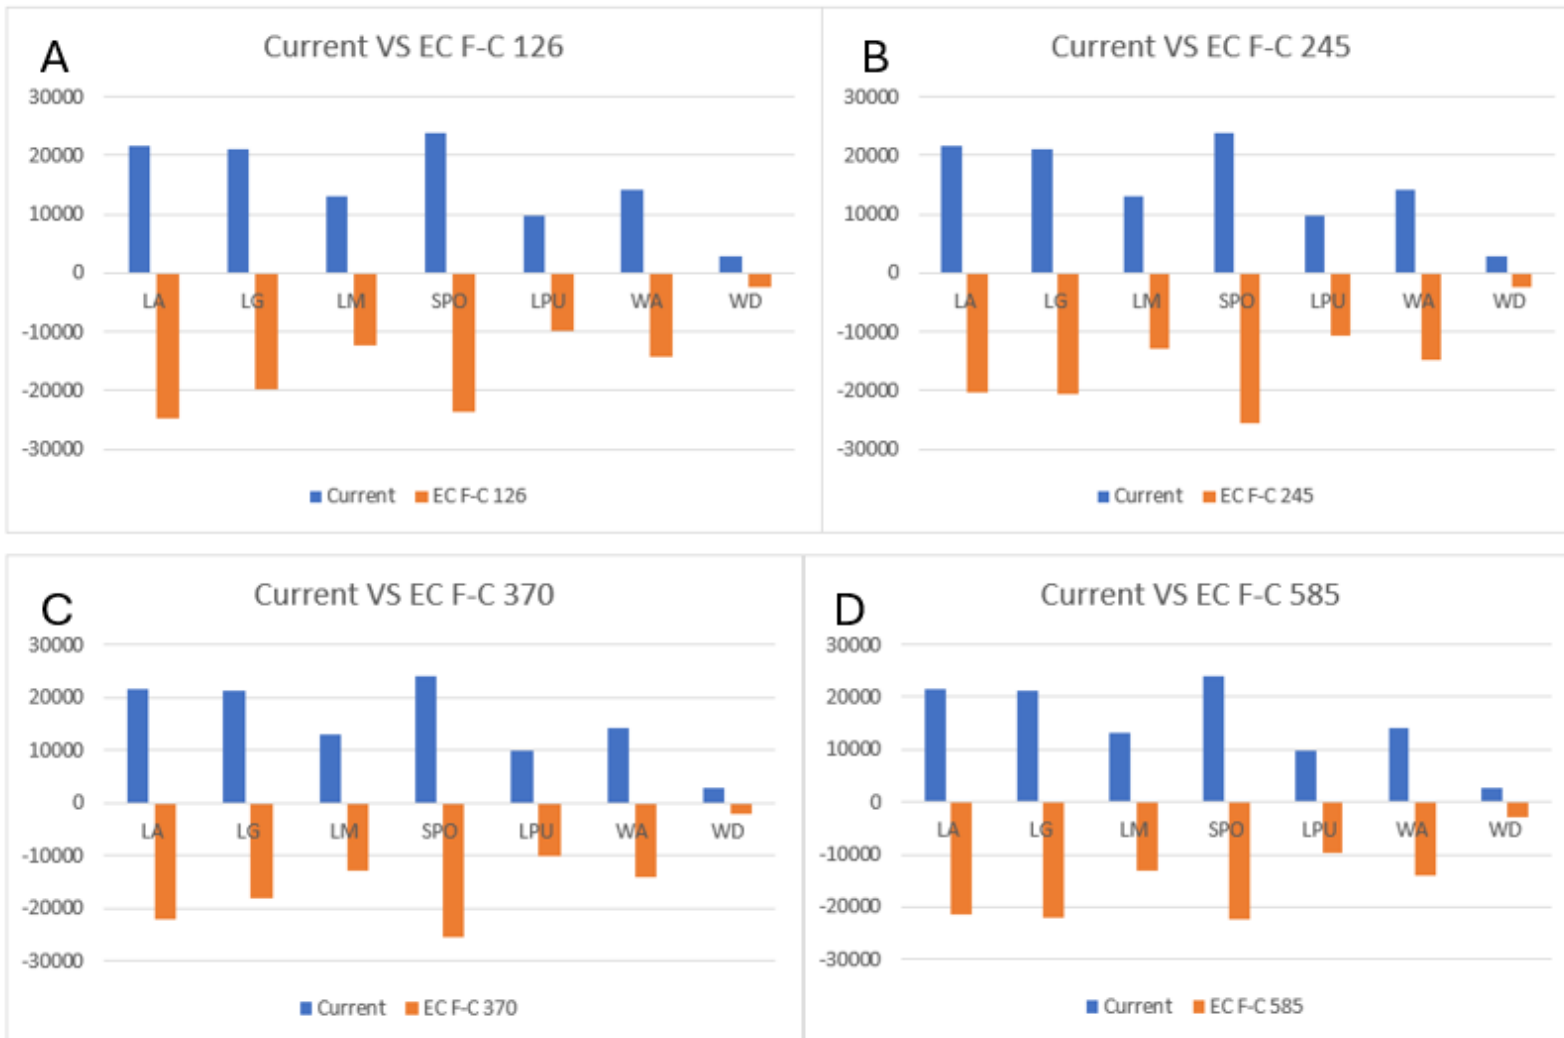 A
Current VS EC F-C 126
30000
20000
10000
0
-10000
-20000
-30000
LA LG LM SPO LPU WA WD
Current EC F-C 126
B
Current VS EC F-C 245
30000
20000
10000
0
-10000
-20000
-30000
LA LG LM SPO LPU WA WD
Current EC F-C 245
C
Current VS EC F-C 370
30000
20000
10000
0
-10000
-20000
-30000
LA LG LM SPO LPU WA WD
Current EC F-C 370
D
Current VS EC F-C 585
30000
20000
10000
0
-10000
-20000
-30000
LA LG LM SPO LPU WA WD
Current EC F-C 585